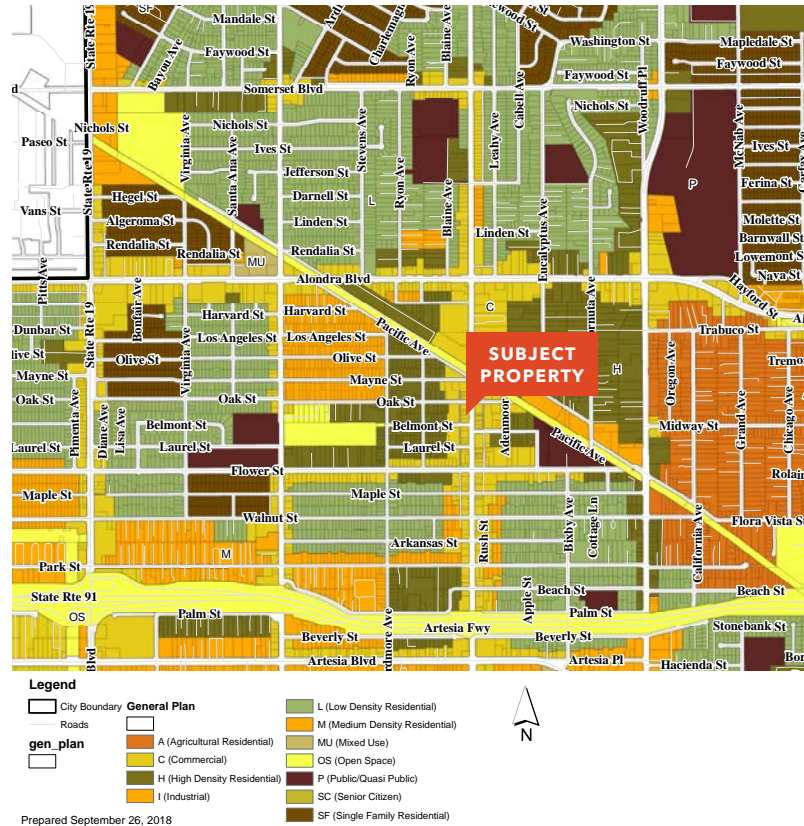 SF
Mandale St
Faywood St
Bayou Ave
Ryon Ave
Blaine Ave
Cabell Ave
Washington St
Faywood St
Mapledale St
Faywood St
State Rte 19
Somerset Blvd
Woodruff Pl
Nichols St
Paseo St
Nichols St
Ives St
Jefferson St
Darnell St
Linden St
Rendalia St
Virginia Ave
Santa Ana Ave
Stevens Ave
L
Ryon Ave
Blaine Ave
Leahy Ave
Nichols St
Linden St
Eucalyptus Ave
P
McNab Ave
Ives St
Ferina St
Molette St
Barnwall St
Lowemont St
Naya St
Hayford St
State Rte 19
Vans St
Hegel St
Algeroma St
Rendalia St
Rendalia St
MU
Alondra Blvd
Pitts Ave
Bonfair Ave
Harvard St
Harvard St
Los Angeles St
Los Angeles St
Pacific Ave
C
SUBJECT
PROPERTY
H
Trabuco St
Dunbar St
Olive St
Olive St
Mayne St
Mayne St
Oak St
Oak St
Oak St
State Rte 19
Virginia Ave
Pimenta Ave
Diane Ave
Lisa Ave
Belmont St
Laurel St
Belmont St
Laurel St
Flower St
Pacific Ave
Oregon Ave
Grand Ave
Chicago Ave
Midway St
Laurel St
Maple St
Maple St
Walnut St
Arkansas St
Rush St
Bixby Ave
Cottage Ln
California Ave
Flora Vista St
M
Park St
State Rte 91
OS
Palm St
Beverly St
Artesia Fwy
Apple St
Beach St
Palm St
Beverly St
Beach St
Stonebank St
Blvd
Artesia Blvd
Artesia Pl
Hacienda St
Legend
City Boundary
Roads
gen_plan
General Plan
A (Agricultural Residential)
C (Commercial)
H (High Density Residential)
I (Industrial)
L (Low Density Residential)
M (Medium Density Residential)
MU (Mixed Use)
OS (Open Space)
P (Public/Quasi Public)
SC (Senior Citizen)
SF (Single Family Residential)
N
Prepared September 26, 2018